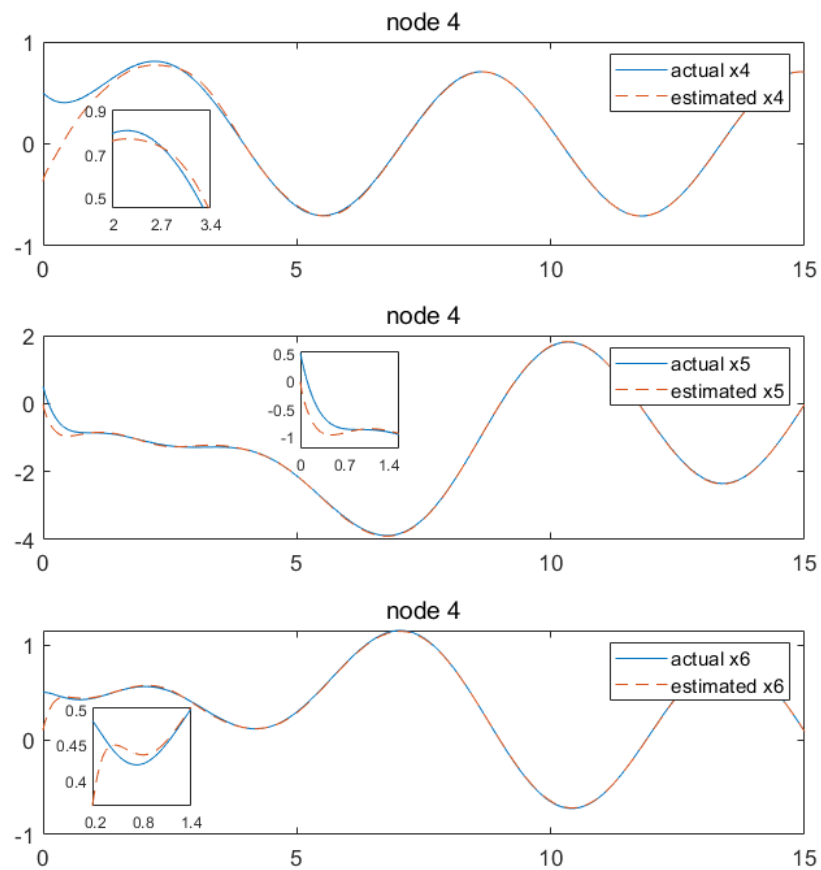 node 4
1
0
-1
0 5 10 15
actual x4
estimated x4
0.9
0.7
0.5
2 2.7 3.4
node 4
2
0
-2
-4
0 5 10 15
actual x5
estimated x5
0.5
0
-0.5
-1
0 0.7 1.4
node 4
1
0
-1
0 5 10 15
actual x6
estimated x6
0.5
0.45
0.4
0.2 0.8 1.4